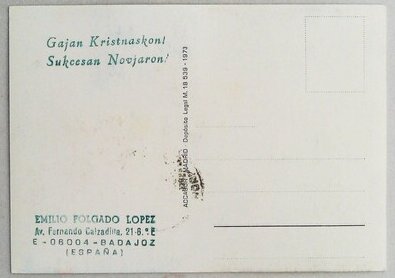 Gajan Kristnaskon!
Sukcesan Novjaron!
MADRID - Depósito Legal M. 18 539 - 1973
EMILIO FOLGADO LOPEZ
Av. Fernando Calzadilla, 21-8.º E
E - 06004 - BADAJOZ
(ESPAÑA)